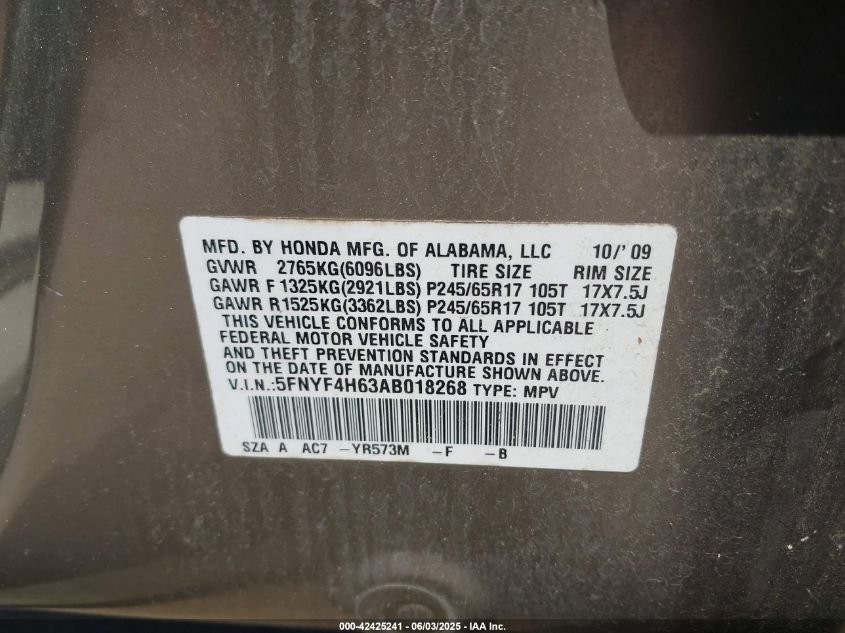 MFD. BY HONDA MFG. OF ALABAMA, LLC 10/'09
GVWR 2765KG(6096LBS) TIRE SIZE RIM SIZE
GAWR F 1325KG(2921LBS) P245/65R17 105T 17X7.5J
GAWR R1525KG(3362LBS) P245/65R17 105T 17X7.5J
THIS VEHICLE CONFORMS TO ALL APPLICABLE
FEDERAL MOTOR VEHICLE SAFETY
AND THEFT PREVENTION STANDARDS IN EFFECT
ON THE DATE OF MANUFACTURE SHOWN ABOVE.
V.I.N.:5FNYF4H63AB018268 TYPE: MPV
SZA A AC7 -YR573M -F -B
000-42425241 - 06/03/2025 - IAA Inc.